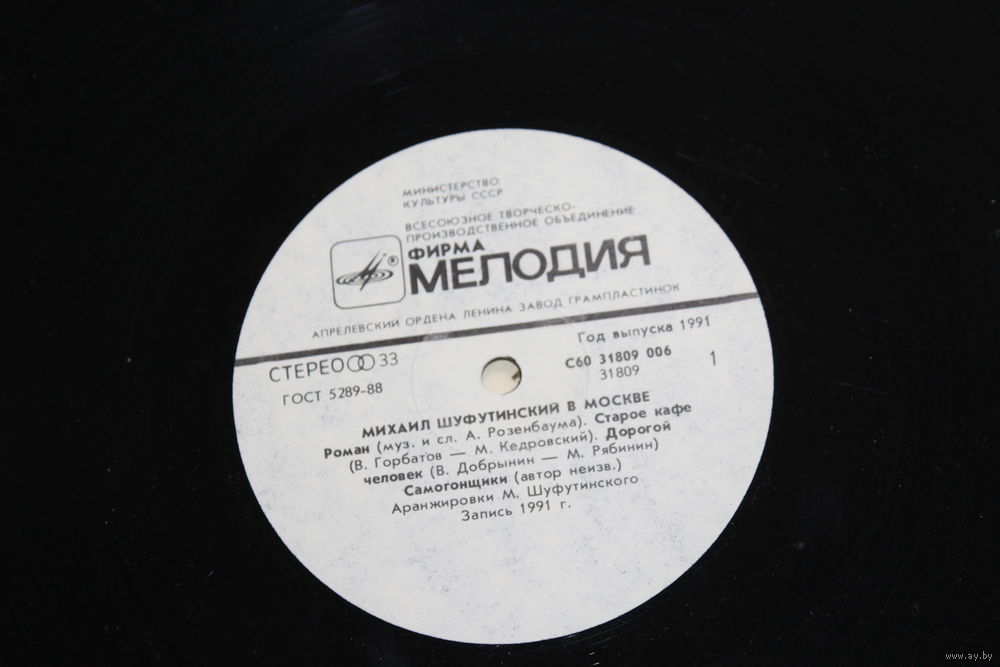 МИНИСТЕРСТВО
КУЛЬТУРЫ СССР
ВСЕСОЮЗНОЕ ТВОРЧЕСКО-
ПРОИЗВОДСТВЕННОЕ ОБЪЕДИНЕНИЕ
ФИРМА
®
МЕЛОДИЯ
АПРЕЛЕВСКИЙ ОРДЕНА ЛЕНИНА ЗАВОД ГРАМПЛАСТИНОК
СТЕРЕО 33
ГОСТ 5289-88
Год выпуска 1991
С60 31809 006
31809
1
МИХАИЛ ШУФУТИНСКИЙ В МОСКВЕ
Роман (муз. и сл. А. Розенбаума). Старое кафе
(В. Горбатов — М. Кедровский). Дорогой
человек (В. Добрынин — М. Рябинин)
Самогонщики (автор неизв.)
Аранжировки М. Шуфутинского
Запись 1991 г.
www.ay.by